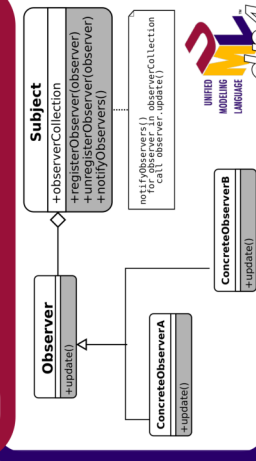 Subject
+observerCollection
+registerObserver(observer)
+unregisterObserver(observer)
+notifyObservers()
notifyObservers()
for observer in observerCollection
call observer.update()
UNIFIED
MODELING
LANGUAGE
Observer
+update()
ConcreteObserverA
+update()
ConcreteObserverB
+update()